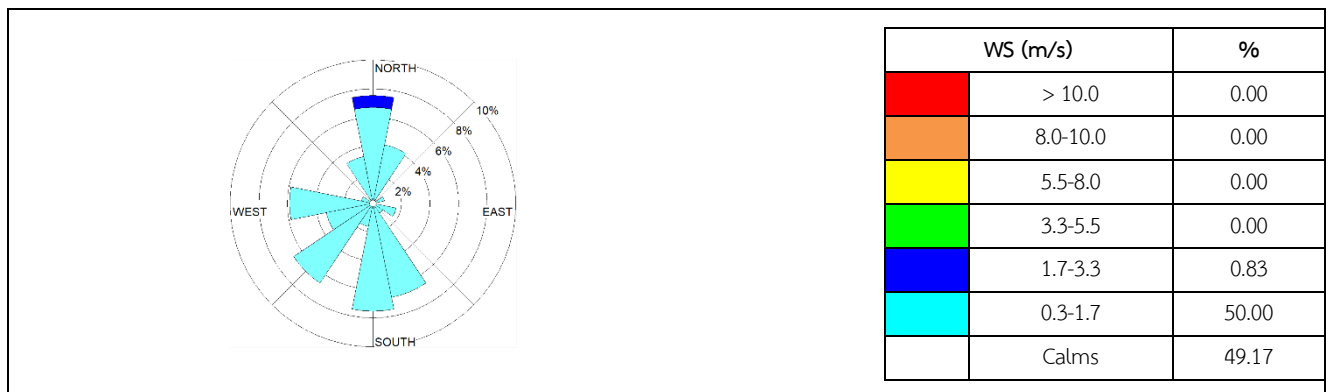 NORTH
10%
8%
6%
4%
2%
WEST
EAST
SOUTH
WS (m/s) %
> 10.0 0.00
8.0-10.0 0.00
5.5-8.0 0.00
3.3-5.5 0.00
1.7-3.3 0.83
0.3-1.7 50.00
Calms 49.17